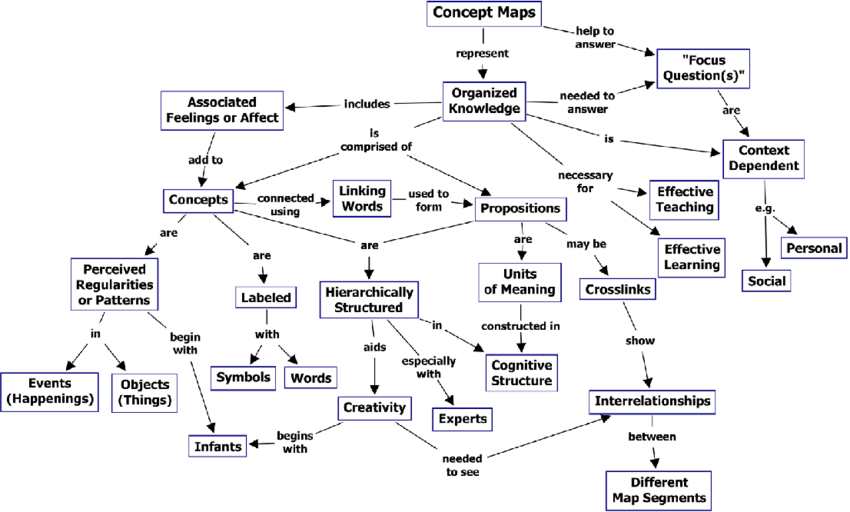 Concept Maps
help to
answer
represent
"Focus
Question(s)"
Organized
Knowledge
needed to
answer
includes
Associated
Feelings or Affect
are
is
comprised of
is
Context
Dependent
add to
necessary
for
Concepts
connected
using
Linking
Words
used to
form
Propositions
Effective
Teaching
e.g.
are
are
are
are
may be
Effective
Learning
Personal
Social
Perceived
Regularities
or Patterns
Labeled
Hierarchically
Structured
Units
of Meaning
Crosslinks
in
begin
with
with
aids
in
especially
with
constructed in
show
Events
(Happenings)
Objects
(Things)
Symbols
Words
Cognitive
Structure
Creativity
Experts
Interrelationships
Infants
begins
with
needed
to see
between
Different
Map Segments